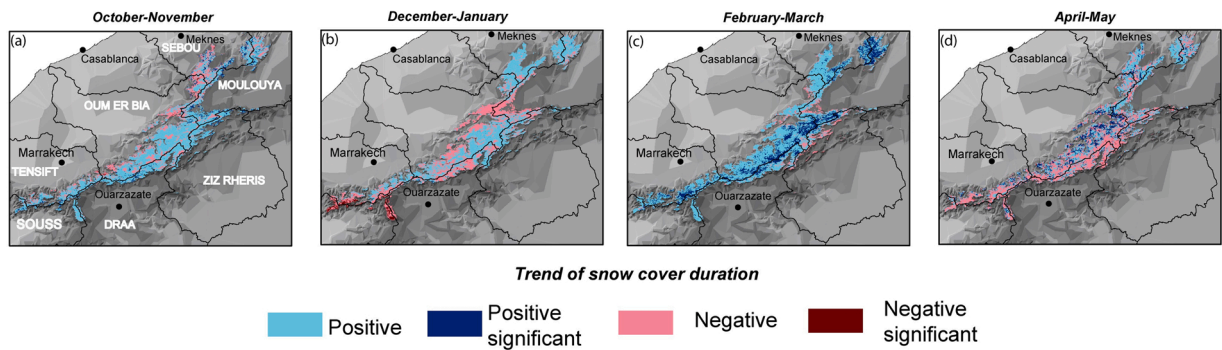 October-November
December-January
February-March
April-May
(a)
SEBOU
Meknes
Casablanca
MOULOUYA
OUM ER BIA
Marrakech
TENSIFT
ZIZ RHERIS
Ouarzazate
SOUSS
DRAA
(b)
Meknes
Casablanca
Marrakech
Ouarzazate
(c)
Meknes
Casablanca
Marrakech
Ouarzazate
(d)
Meknes
Casablanca
Marrakech
Ouarzazate
Trend of snow cover duration
Positive
Positive
significant
Negative
Negative
significant